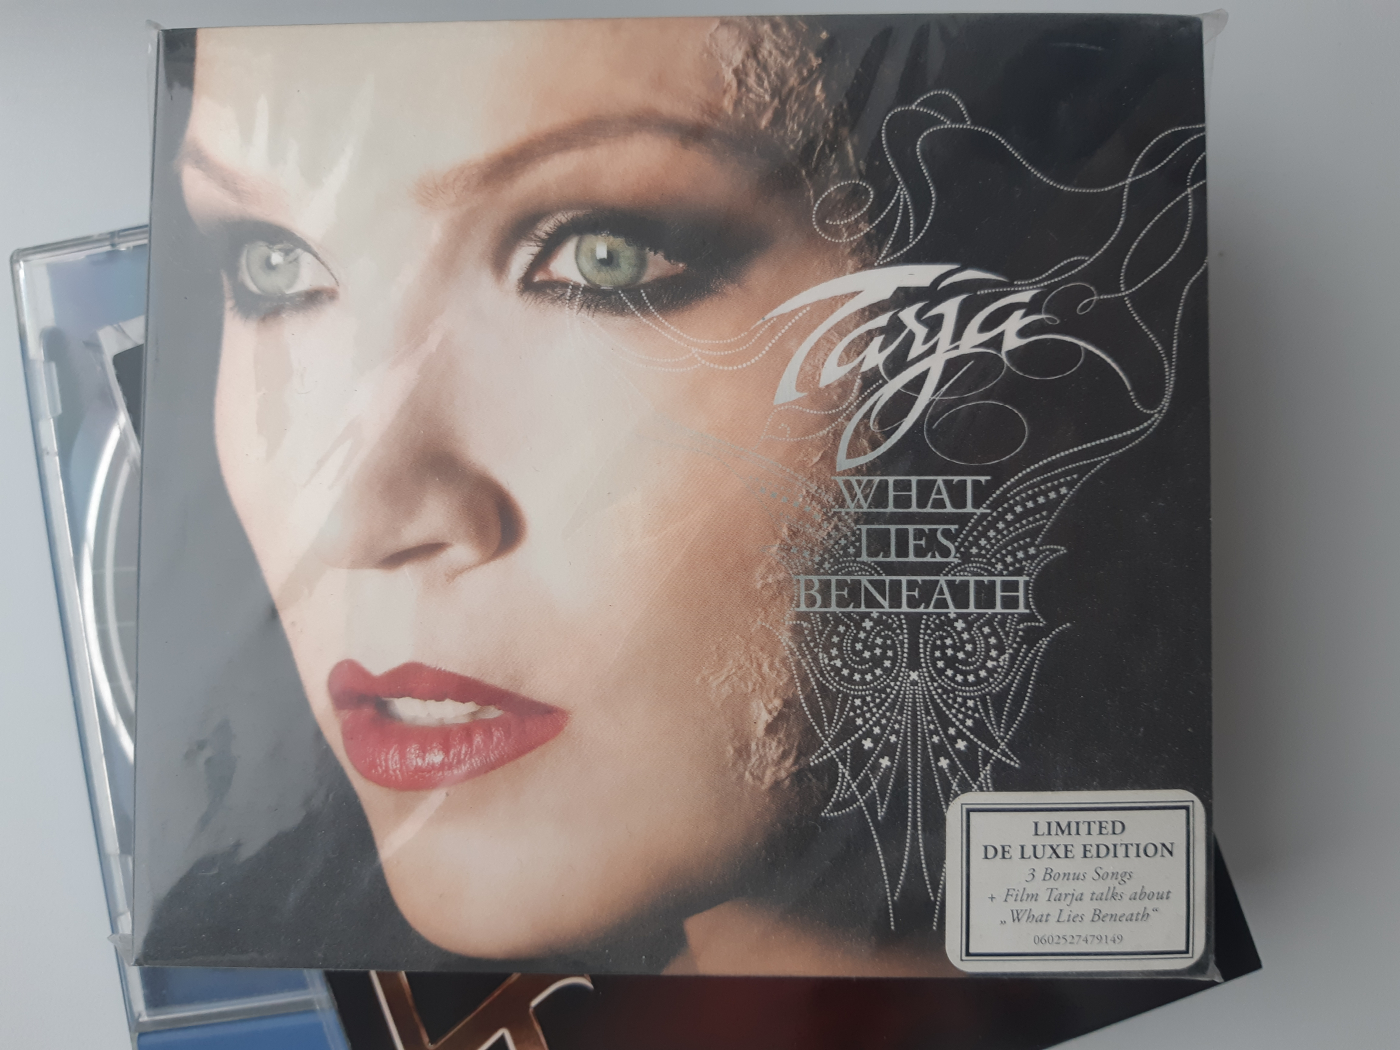 Tarja
WHAT
LIES
BENEATH
LIMITED
DE LUXE EDITION
3 Bonus Songs
+ Film Tarja talks about
„What Lies Beneath“
0602527479149